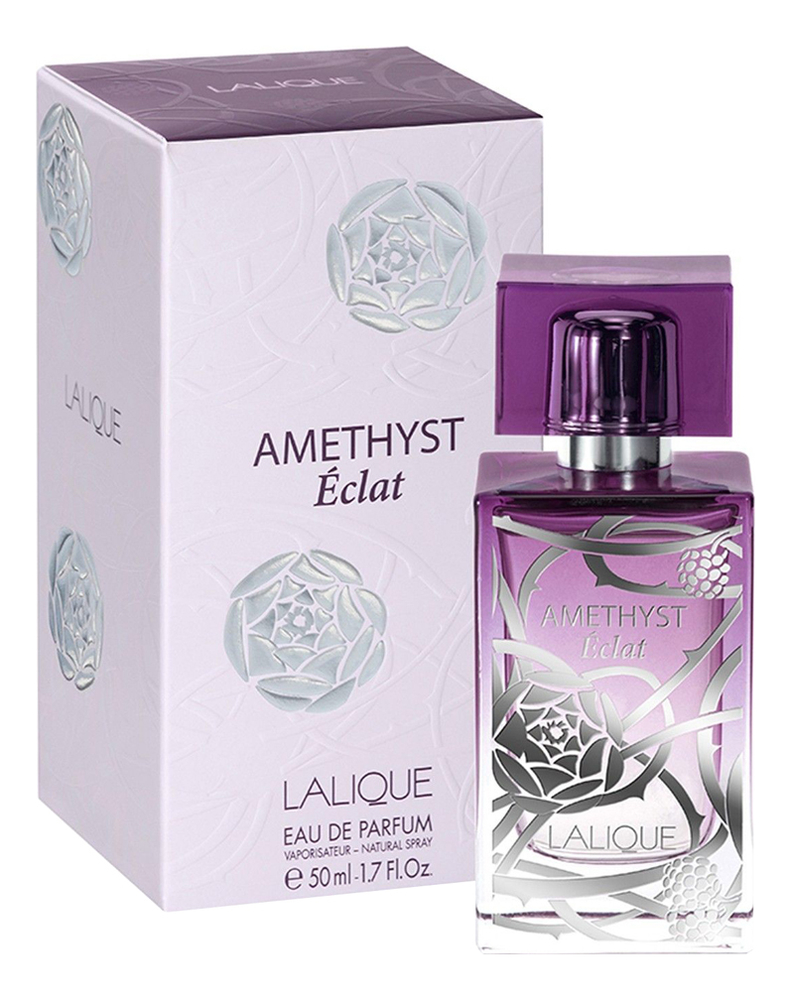 LALIQUE
LALIQUE
AMETHYST
Éclat
LALIQUE
EAU DE PARFUM
VAPORISATEUR – NATURAL SPRAY
℮ 50 ml - 1.7 Fl.Oz.
AMETHYST
Éclat
LALIQUE